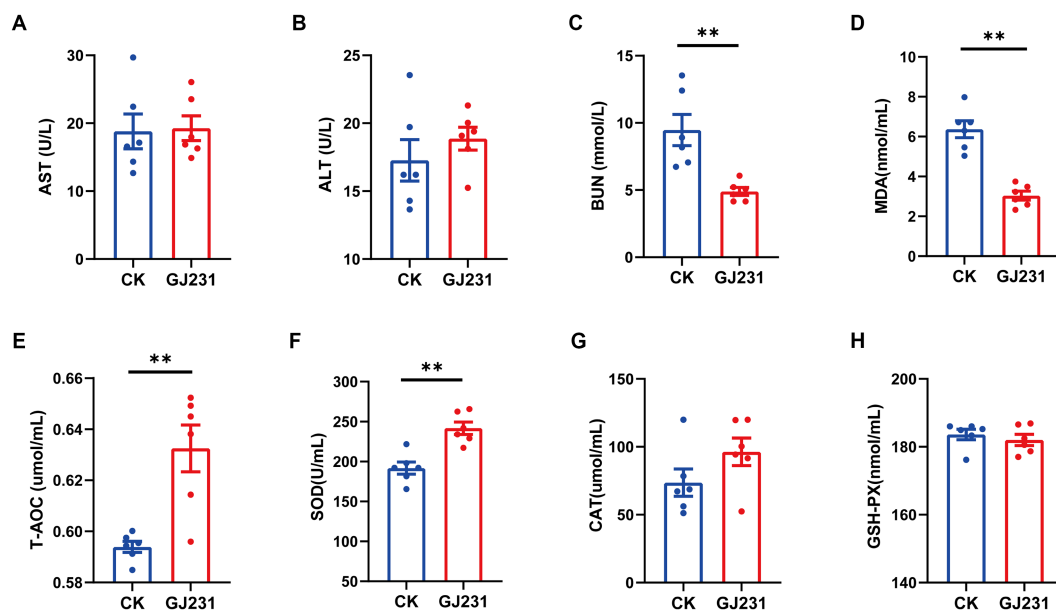 A
AST (U/L)
30
20
10
0
CK GJ231
B
ALT (U/L)
25
20
15
10
CK GJ231
C
**
BUN (mmol/L)
15
10
5
0
CK GJ231
D
**
MDA(nmol/mL)
10
8
6
4
2
0
CK GJ231
E
**
T-AOC (umol/mL)
0.66
0.64
0.62
0.60
0.58
CK GJ231
F
**
SOD(U/mL)
300
250
200
150
100
50
CK GJ231
G
CAT(umol/mL)
150
100
50
0
CK GJ231
H
GSH-PX(nmol/mL)
200
180
160
140
CK GJ231